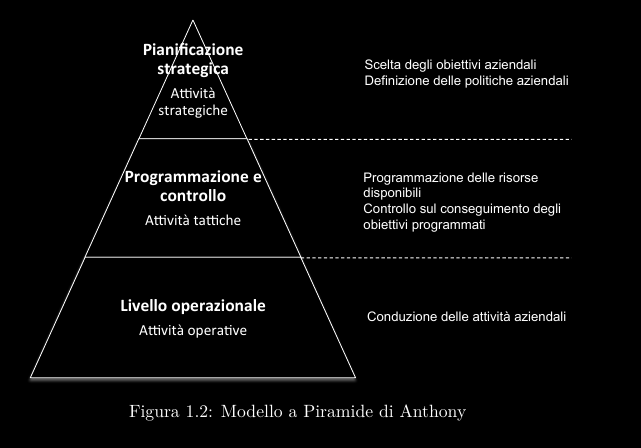 Pianificazione
strategica
Attività
strategiche
Scelta degli obiettivi aziendali
Definizione delle politiche aziendali
Programmazione e
controllo
Attività tattiche
Programmazione delle risorse
disponibili
Controllo sul conseguimento degli
obiettivi programmati
Livello operazionale
Attività operative
Conduzione delle attività aziendali
Figura 1.2: Modello a Piramide di Anthony